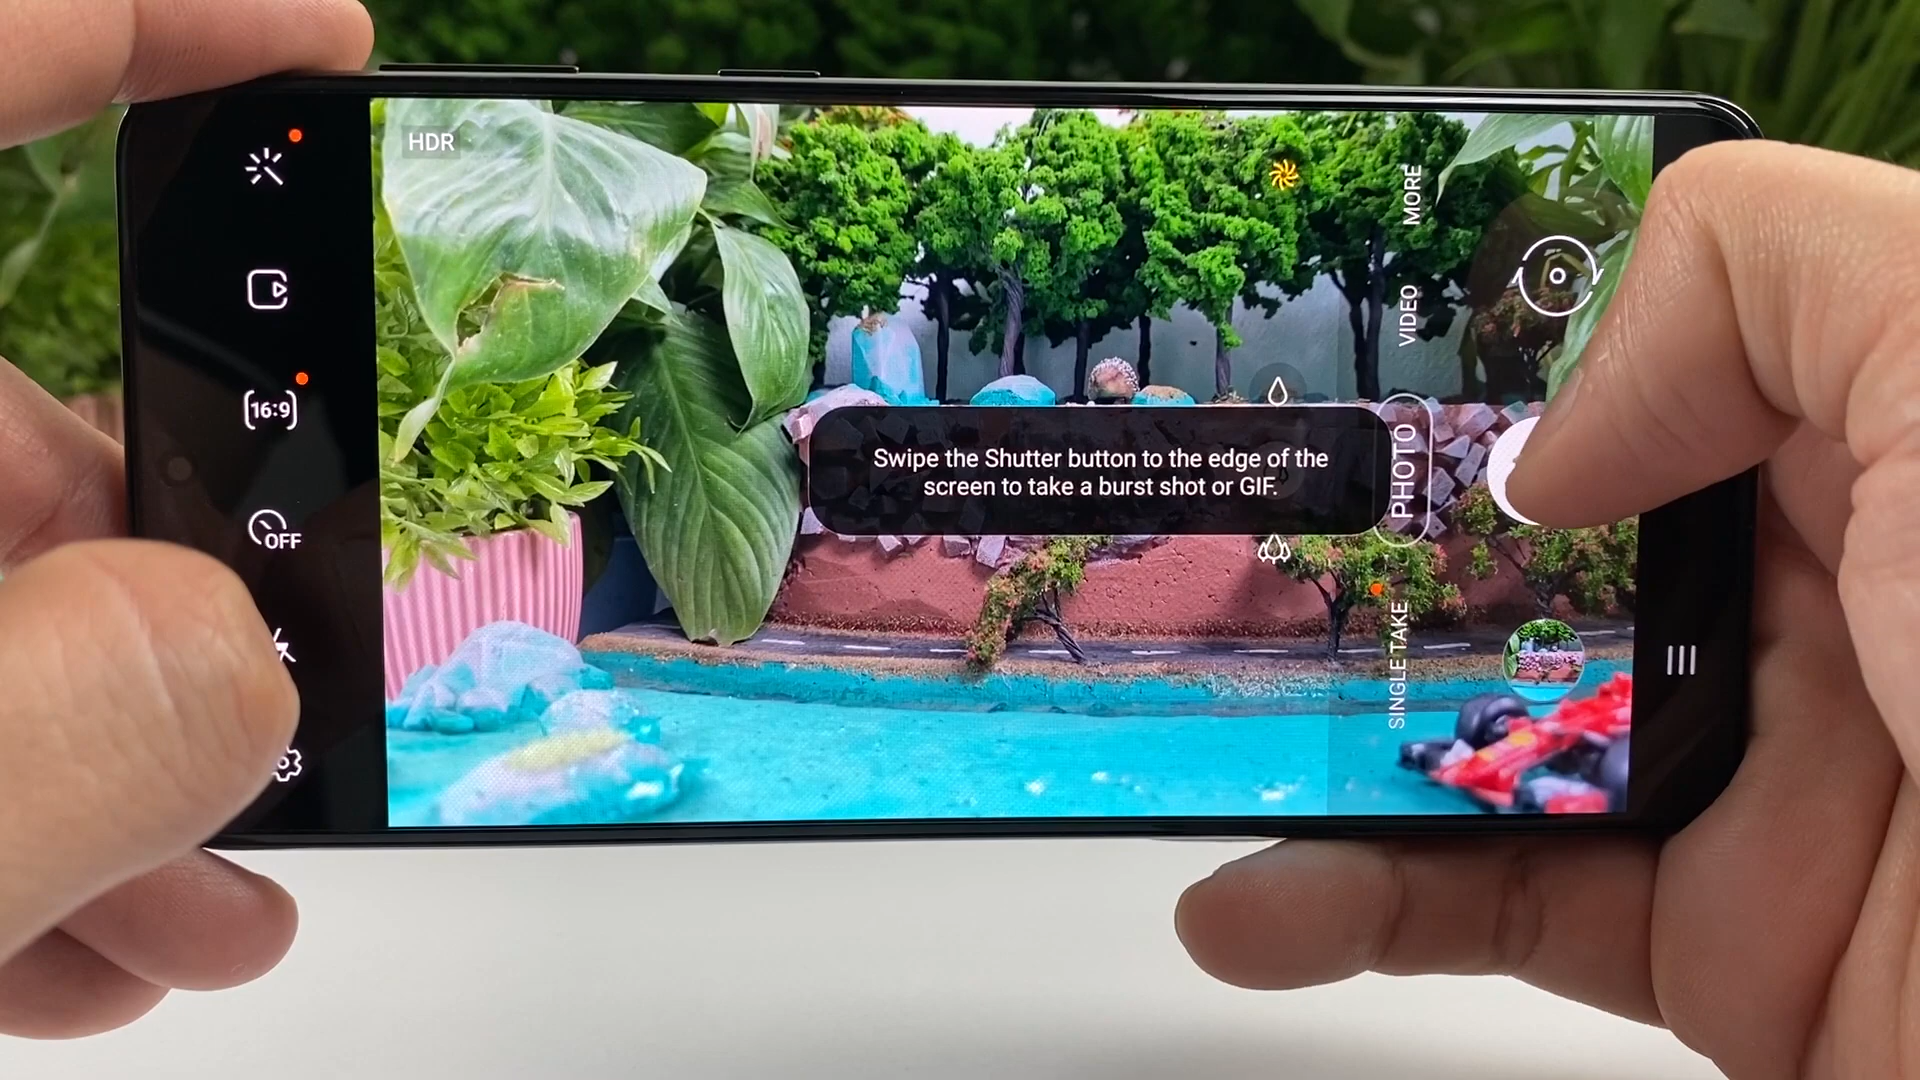 HDR
16:9
OFF
Swipe the Shutter button to the edge of the
screen to take a burst shot or GIF.
MORE
VIDEO
PHOTO
SINGLE TAKE